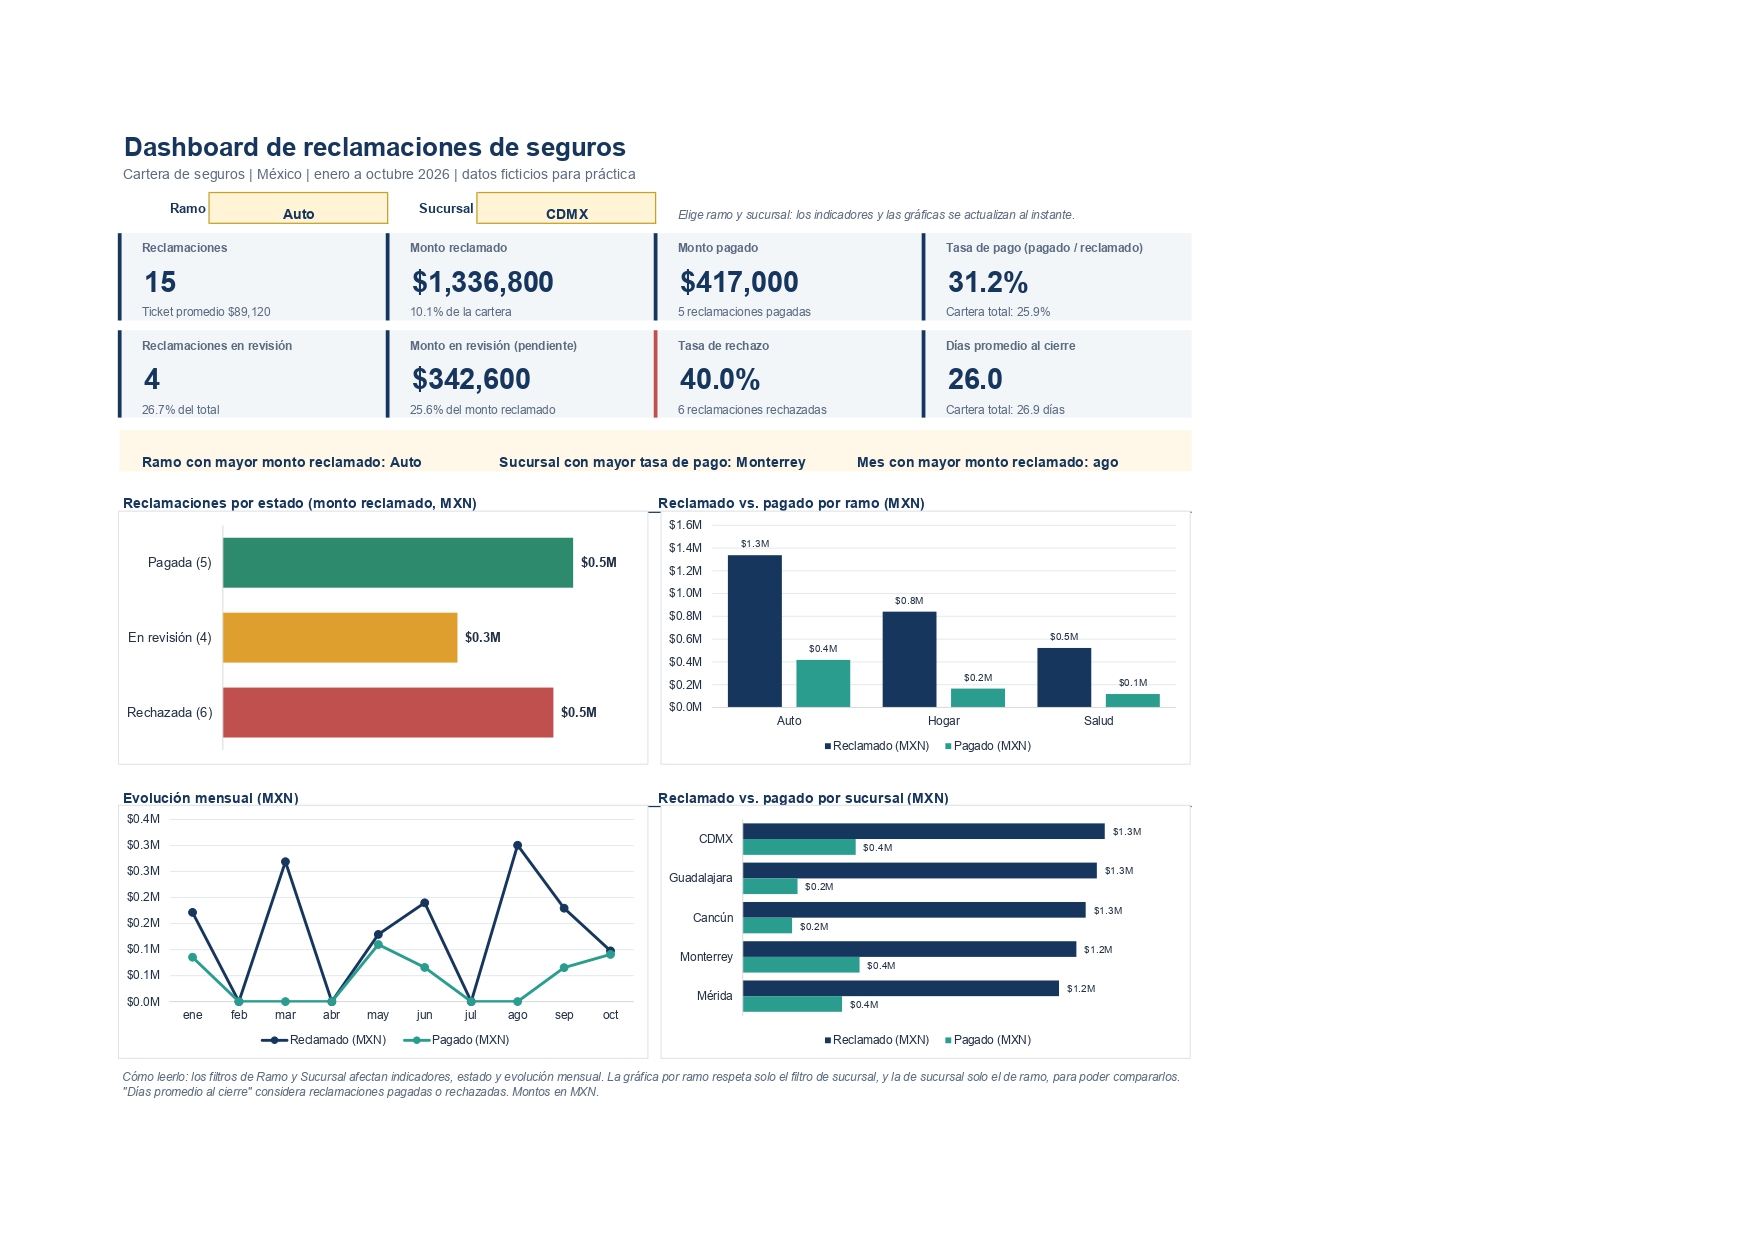 Dashboard de reclamaciones de seguros
Cartera de seguros | México | enero a octubre 2026 | datos ficticios para práctica
Ramo Auto Sucursal CDMX Elige ramo y sucursal: los indicadores y las gráficas se actualizan al instante.
Reclamaciones
15
Ticket promedio $89,120
Monto reclamado
$1,336,800
10.1% de la cartera
Monto pagado
$417,000
5 reclamaciones pagadas
Tasa de pago (pagado / reclamado)
31.2%
Cartera total: 25.9%
Reclamaciones en revisión
4
26.7% del total
Monto en revisión (pendiente)
$342,600
25.6% del monto reclamado
Tasa de rechazo
40.0%
6 reclamaciones rechazadas
Días promedio al cierre
26.0
Cartera total: 26.9 días
Ramo con mayor monto reclamado: Auto
Sucursal con mayor tasa de pago: Monterrey
Mes con mayor monto reclamado: ago
Reclamaciones por estado (monto reclamado, MXN)
Pagada (5) $0.5M
En revisión (4) $0.3M
Rechazada (6) $0.5M
Reclamado vs. pagado por ramo (MXN)
$1.6M
$1.4M
$1.2M
$1.0M
$0.8M
$0.6M
$0.4M
$0.2M
$0.0M
$1.3M
$0.4M
$0.8M
$0.2M
$0.5M
$0.1M
Auto Hogar Salud
Reclamado (MXN) Pagado (MXN)
Evolución mensual (MXN)
$0.4M
$0.3M
$0.3M
$0.2M
$0.2M
$0.1M
$0.1M
$0.0M
ene feb mar abr may jun jul ago sep oct
Reclamado (MXN) Pagado (MXN)
Reclamado vs. pagado por sucursal (MXN)
CDMX $1.3M
$0.4M
Guadalajara $1.3M
$0.2M
Cancún $1.3M
$0.2M
Monterrey $1.2M
$0.4M
Mérida $1.2M
$0.4M
Reclamado (MXN) Pagado (MXN)
Cómo leerlo: los filtros de Ramo y Sucursal afectan indicadores, estado y evolución mensual. La gráfica por ramo respeta solo el filtro de sucursal, y la de sucursal solo el de ramo, para poder compararlos.
"Días promedio al cierre" considera reclamaciones pagadas o rechazadas. Montos en MXN.